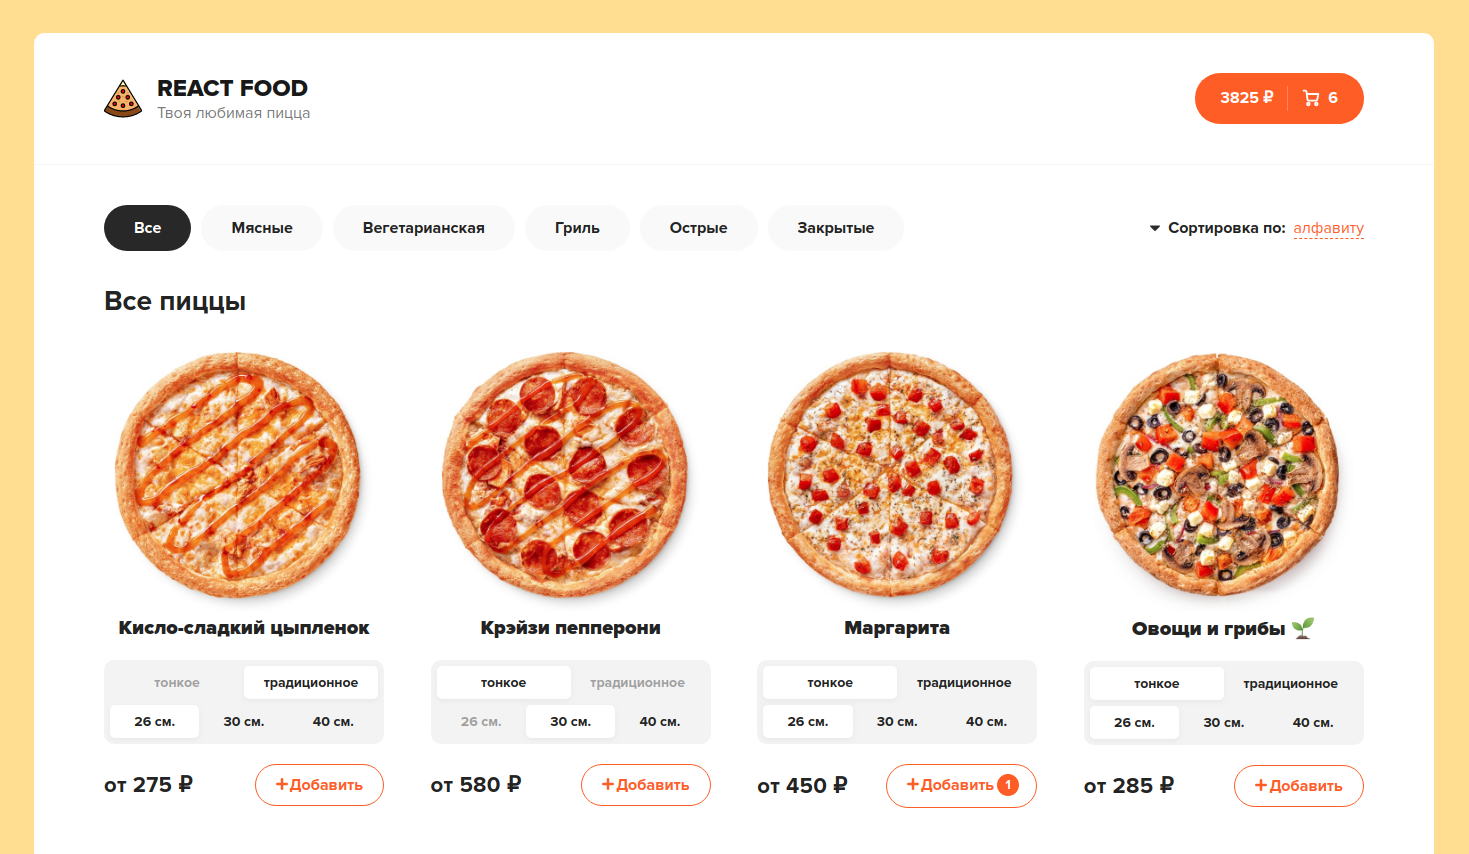 REACT FOOD
Твоя любимая пицца
3825 ₽ 6
Все Мясные Вегетарианская Гриль Острые Закрытые Сортировка по: алфавиту
Все пиццы
Кисло-сладкий цыпленок Крэйзи пепперони Маргарита Овощи и грибы 🌱
тонкое традиционное тонкое традиционное тонкое традиционное тонкое традиционное
26 см. 30 см. 40 см. 26 см. 30 см. 40 см. 26 см. 30 см. 40 см. 26 см. 30 см. 40 см.
от 275 ₽ +Добавить от 580 ₽ +Добавить от 450 ₽ +Добавить 1 от 285 ₽ +Добавить